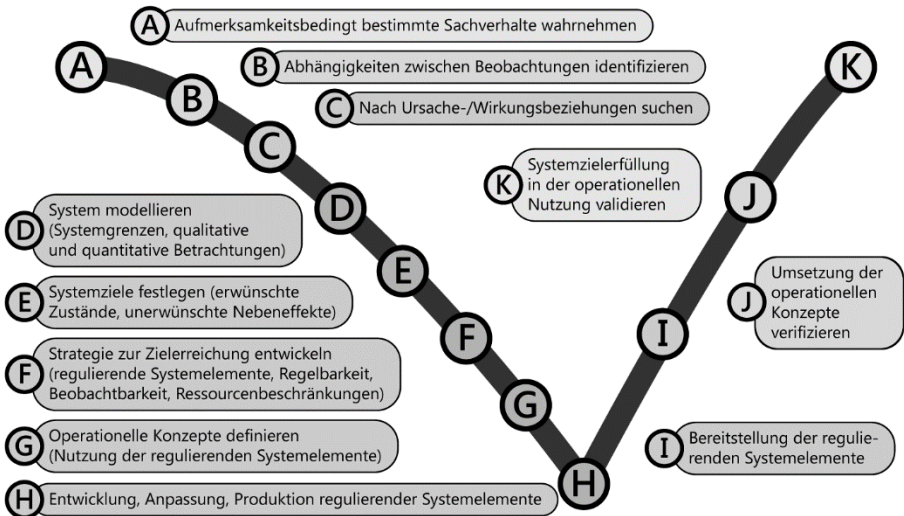 A Aufmerksamkeitsbedingt bestimmte Sachverhalte wahrnehmen
B Abhängigkeiten zwischen Beobachtungen identifizieren
C Nach Ursache-/Wirkungsbeziehungen suchen
A
B
C
D
E
F
G
H
I
J
K
D System modellieren
(Systemgrenzen, qualitative
und quantitative Betrachtungen)
E Systemziele festlegen (erwünschte
Zustände, unerwünschte Nebeneffekte)
F Strategie zur Zielerreichung entwickeln
(regulierende Systemelemente, Regelbarkeit,
Beobachtbarkeit, Ressourcenbeschränkungen)
G Operationelle Konzepte definieren
(Nutzung der regulierenden Systemelemente)
H Entwicklung, Anpassung, Produktion regulierender Systemelemente
K Systemzielerfüllung
in der operationellen
Nutzung validieren
J Umsetzung der
operationellen
Konzepte
verifizieren
I Bereitstellung der regulie-
renden Systemelemente